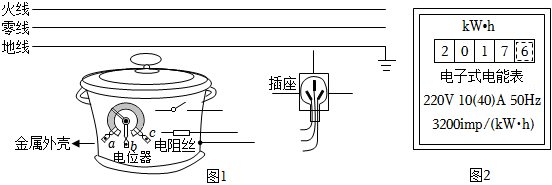 火线
零线
地线
插座
a
b
c
电位器
电阻丝
金属外壳
图1
kW•h
2 0 1 7 6
电子式电能表
220V 10(40)A 50Hz
3200imp/(kW•h)
图2